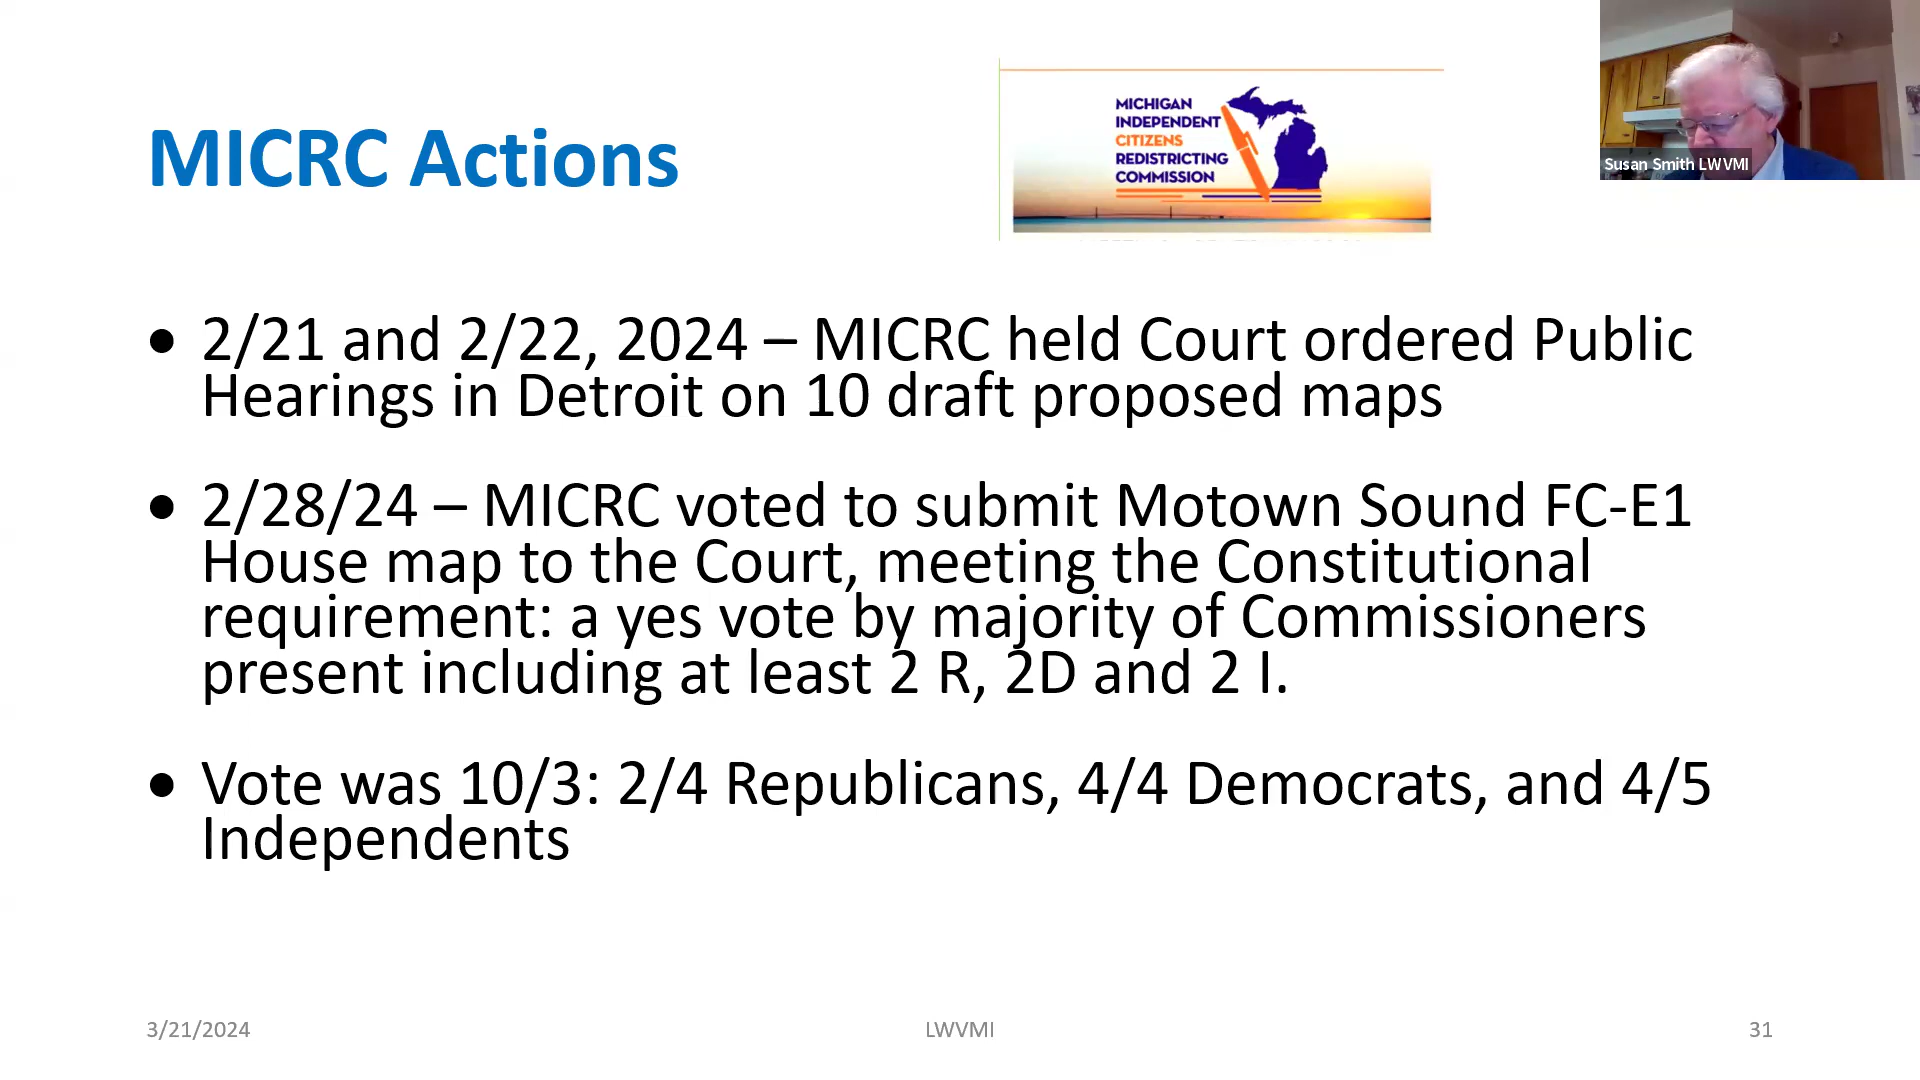 Susan Smith LWVMI
MICRC Actions
MICHIGAN
INDEPENDENT
CITIZENS
REDISTRICTING
COMMISSION
• 2/21 and 2/22, 2024 – MICRC held Court ordered Public
Hearings in Detroit on 10 draft proposed maps
• 2/28/24 – MICRC voted to submit Motown Sound FC-E1
House map to the Court, meeting the Constitutional
requirement: a yes vote by majority of Commissioners
present including at least 2 R, 2D and 2 I.
• Vote was 10/3: 2/4 Republicans, 4/4 Democrats, and 4/5
Independents
3/21/2024
LWVMI
31